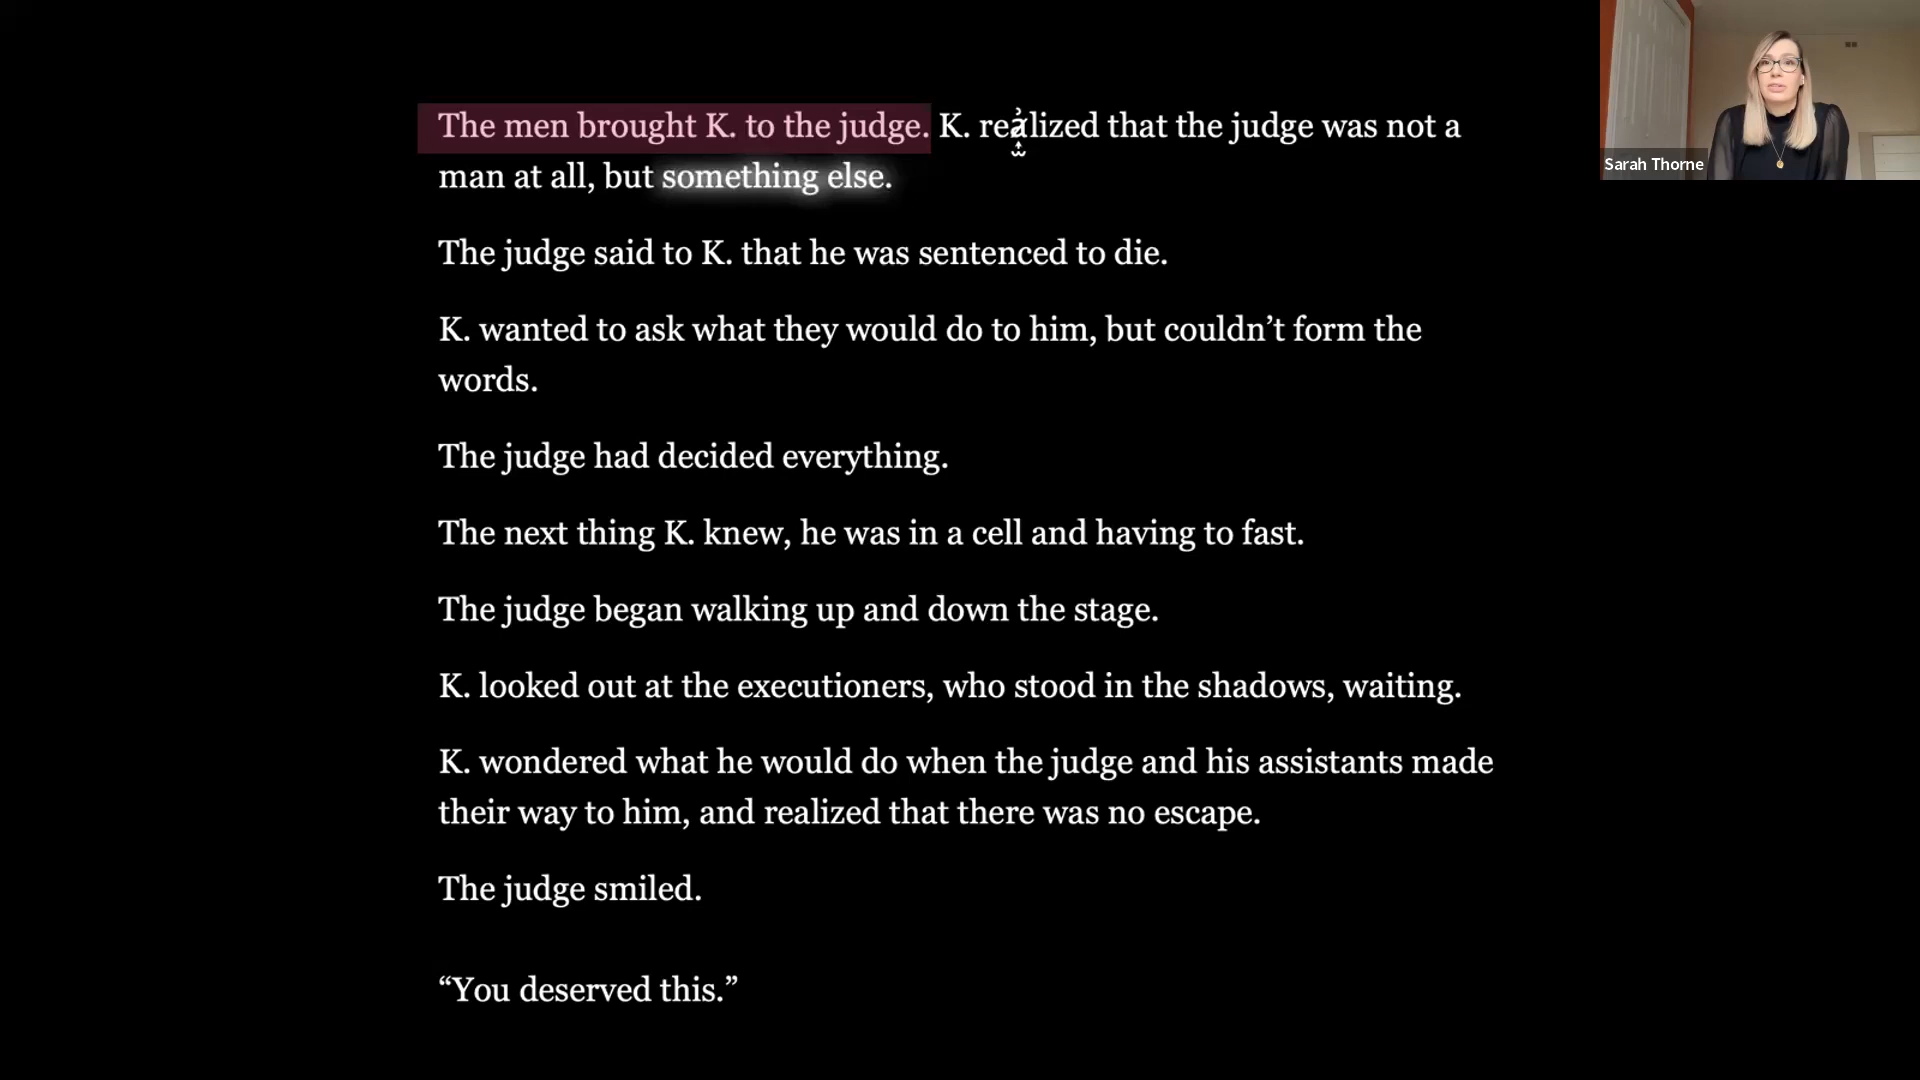 The men brought K. to the judge. K. realized that the judge was not a
man at all, but something else.
The judge said to K. that he was sentenced to die.
K. wanted to ask what they would do to him, but couldn’t form the
words.
The judge had decided everything.
The next thing K. knew, he was in a cell and having to fast.
The judge began walking up and down the stage.
K. looked out at the executioners, who stood in the shadows, waiting.
K. wondered what he would do when the judge and his assistants made
their way to him, and realized that there was no escape.
The judge smiled.
“You deserved this.”
Sarah Thorne